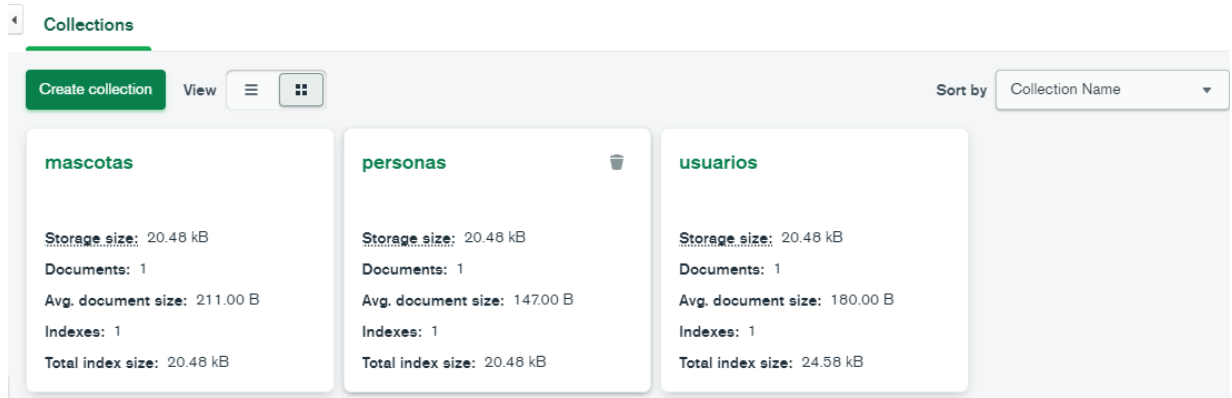 Collections
Create collection View Sort by Collection Name
mascotas
Storage size: 20.48 kB
Documents: 1
Avg. document size: 211.00 B
Indexes: 1
Total index size: 20.48 kB
personas
Storage size: 20.48 kB
Documents: 1
Avg. document size: 147.00 B
Indexes: 1
Total index size: 20.48 kB
usuarios
Storage size: 20.48 kB
Documents: 1
Avg. document size: 180.00 B
Indexes: 1
Total index size: 24.58 kB